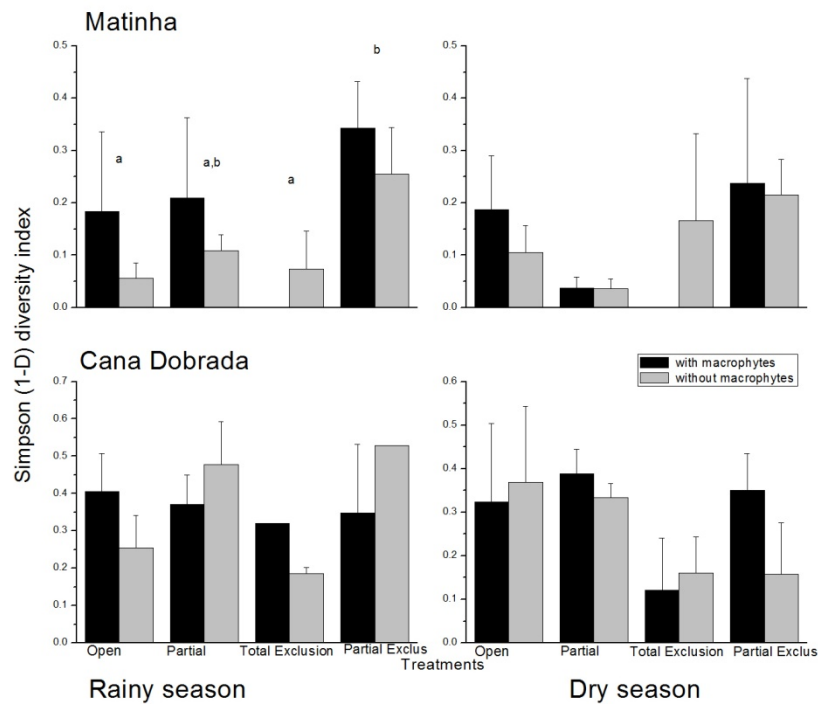 Matinha
0.5
0.4
0.3
0.2
0.1
0.0
a
a,b
a
b
0.5
0.4
0.3
0.2
0.1
0.0
Simpson (1-D) diversity index
Cana Dobrada
0.7
0.6
0.5
0.4
0.3
0.2
0.1
0.0
Open
Partial
Total Exclusion
Partial Exclus
with macrophytes
without macrophytes
0.6
0.5
0.4
0.3
0.2
0.1
0.0
Open
Partial
Total Exclusion
Partial Exclus
Treatments
Rainy season
Dry season